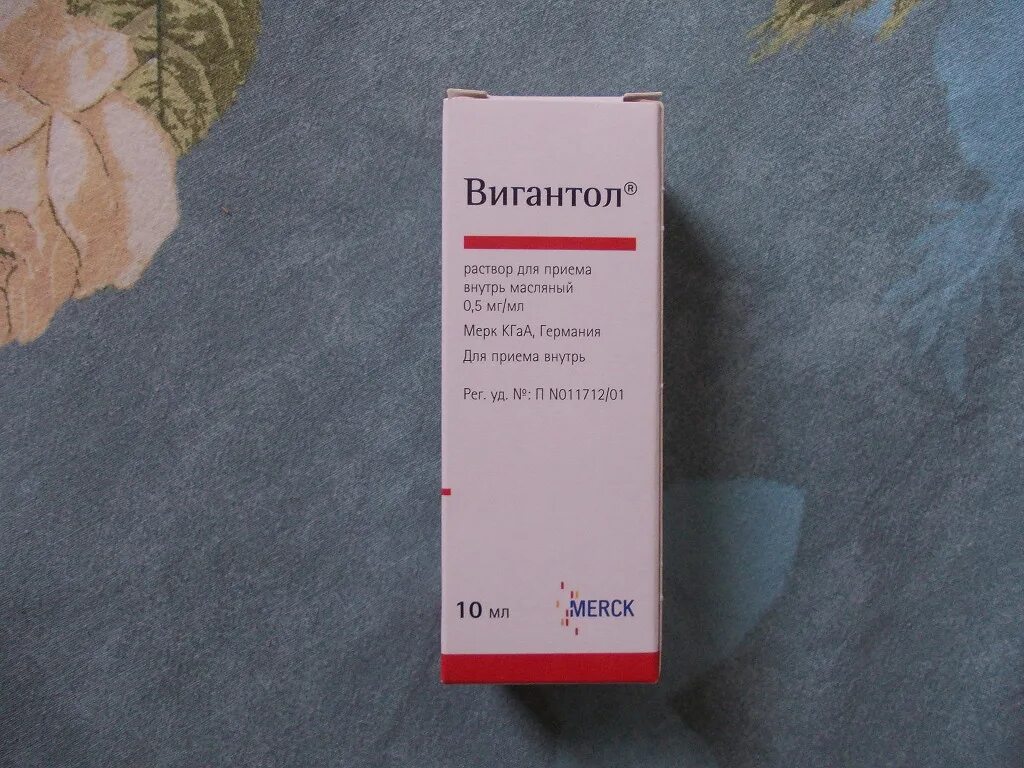 Вигантол®
раствор для приема
внутрь масляный
0,5 мг/мл
Мерк КГаА, Германия
Для приема внутрь
Рег. уд. №: П N011712/01
10 мл
MERCK